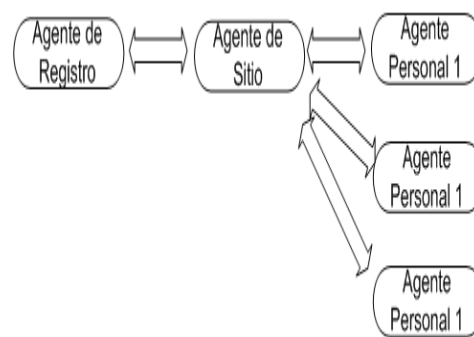 Agente de
Registro
Agente de
Sitio
Agente
Personal 1
Agente
Personal 1
Agente
Personal 1